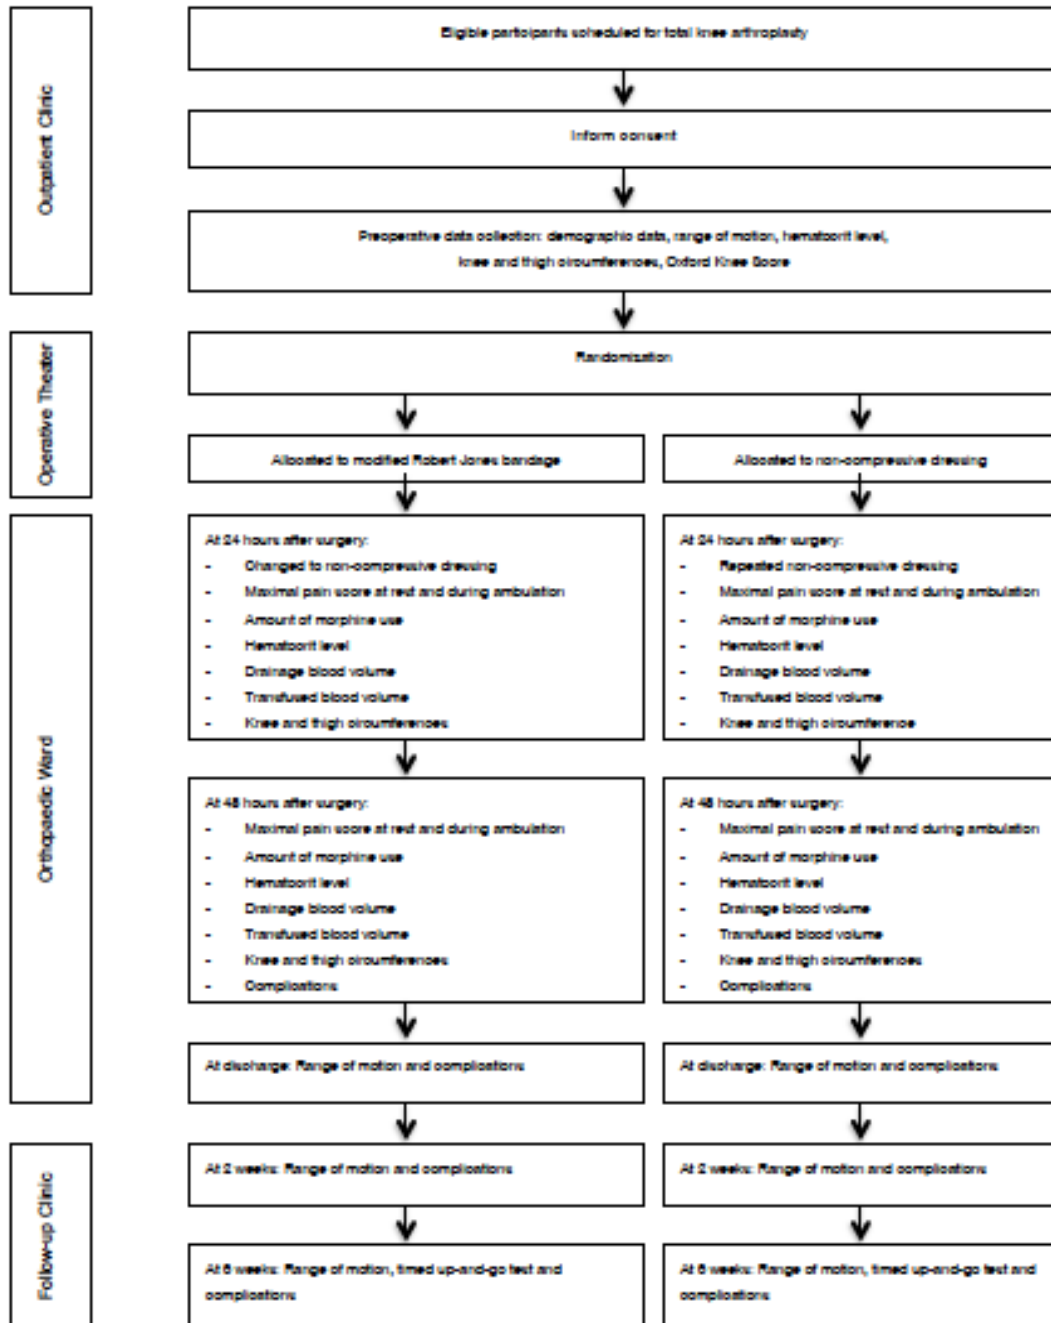 Outpatient Clinic
Eligible participants scheduled for total knee arthroplasty
Inform consent
Preoperative data collection: demographic data, range of motion, hematocrit level,
knee and thigh circumferences, Oxford Knee Score
Operative Theater
Randomization
Allocated to modified Robert Jones bandage
Allocated to non-compressive dressing
Orthopaedic Ward
At 24 hours after surgery:
- Changed to non-compressive dressing
- Maximal pain score at rest and during ambulation
- Amount of morphine use
- Hematocrit level
- Drainage blood volume
- Transfused blood volume
- Knee and thigh circumferences
At 24 hours after surgery:
- Repeated non-compressive dressing
- Maximal pain score at rest and during ambulation
- Amount of morphine use
- Hematocrit level
- Drainage blood volume
- Transfused blood volume
- Knee and thigh circumference
At 48 hours after surgery:
- Maximal pain score at rest and during ambulation
- Amount of morphine use
- Hematocrit level
- Drainage blood volume
- Transfused blood volume
- Knee and thigh circumferences
- Complications
At 48 hours after surgery:
- Maximal pain score at rest and during ambulation
- Amount of morphine use
- Hematocrit level
- Drainage blood volume
- Transfused blood volume
- Knee and thigh circumferences
- Complications
At discharge: Range of motion and complications
At discharge: Range of motion and complications
Follow-up Clinic
At 2 weeks: Range of motion and complications
At 2 weeks: Range of motion and complications
At 6 weeks: Range of motion, timed up-and-go test and
complications
At 6 weeks: Range of motion, timed up-and-go test and
complications